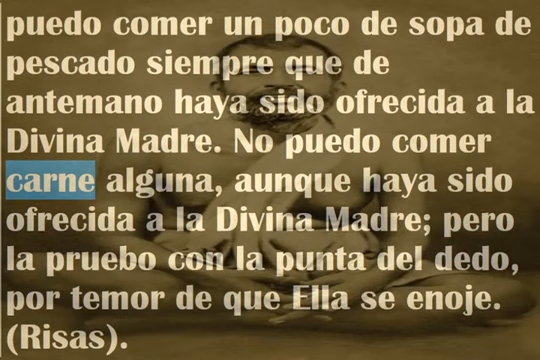 puedo comer un poco de sopa de
pescado siempre que de
antemano haya sido ofrecida a la
Divina Madre. No puedo comer
carne alguna, aunque haya sido
ofrecida a la Divina Madre; pero
la pruebo con la punta del dedo,
por temor de que Ella se enoje.
(Risas).